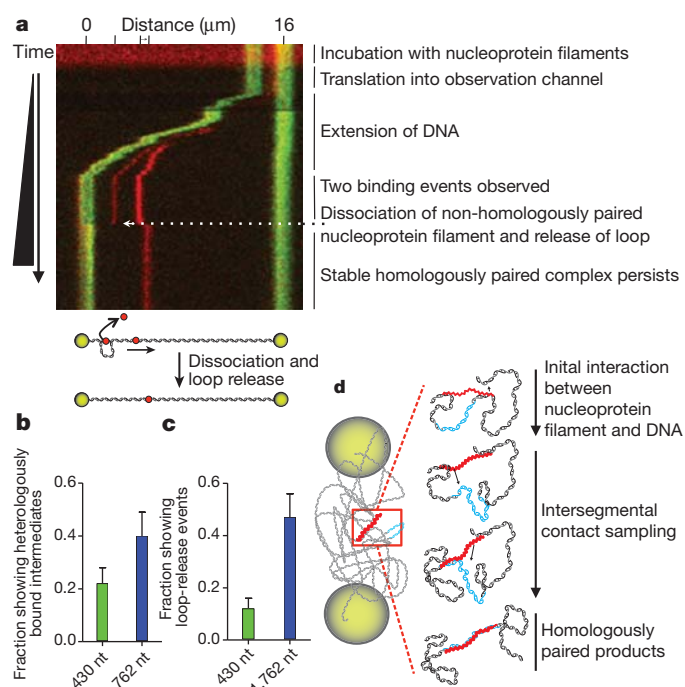 a
Distance (µm)
0
16
Time
Incubation with nucleoprotein filaments
Translation into observation channel
Extension of DNA
Two binding events observed
Dissociation of non-homologously paired
nucleoprotein filament and release of loop
Stable homologously paired complex persists
Dissociation and
loop release
b
Fraction showing heterologously
bound intermediates
0.6
0.4
0.2
0.0
430 nt
762 nt
c
Fraction showing
loop-release events
0.6
0.4
0.2
0.0
430 nt
1,762 nt
d
Inital interaction
between
nucleoprotein
filament and DNA
Intersegmental
contact sampling
Homologously
paired products